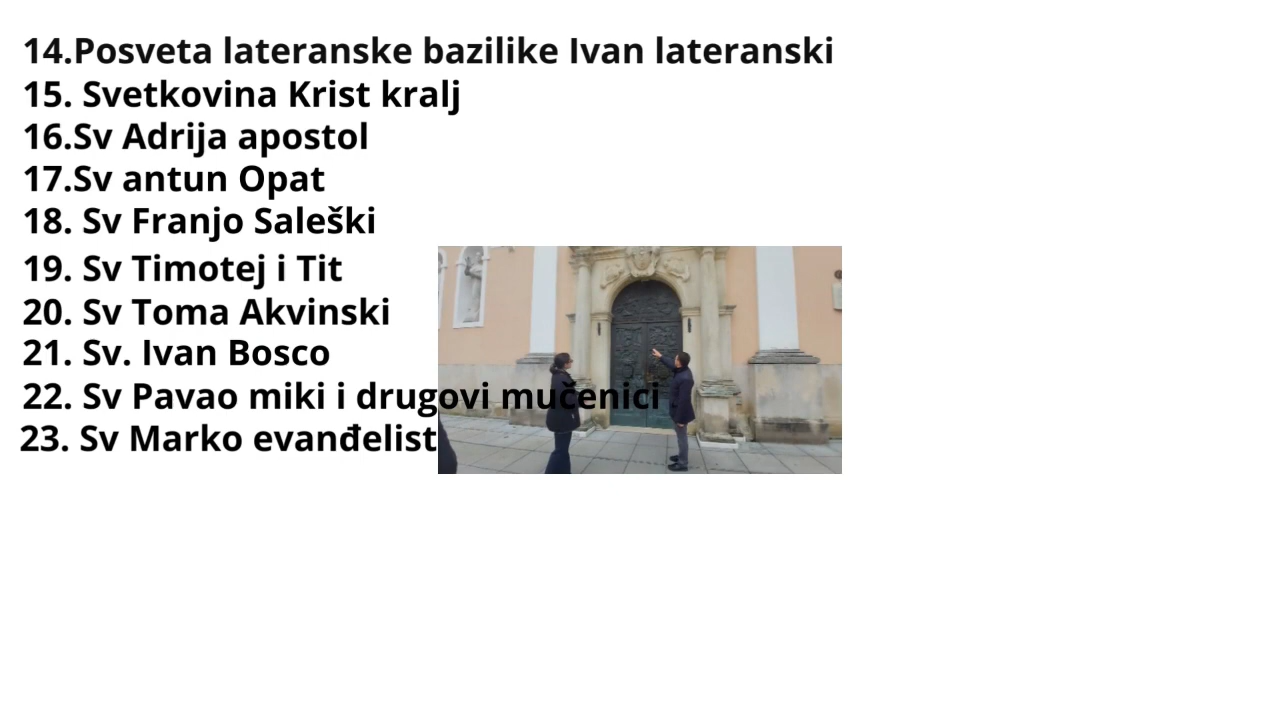 14.Posveta lateranske bazilike Ivan lateranski
15. Svetkovina Krist kralj
16.Sv Adrija apostol
17.Sv antun Opat
18. Sv Franjo Saleški
19. Sv Timotej i Tit
20. Sv Toma Akvinski
21. Sv. Ivan Bosco
22. Sv Pavao miki i drugovi mučenici
23. Sv Marko evanđelist